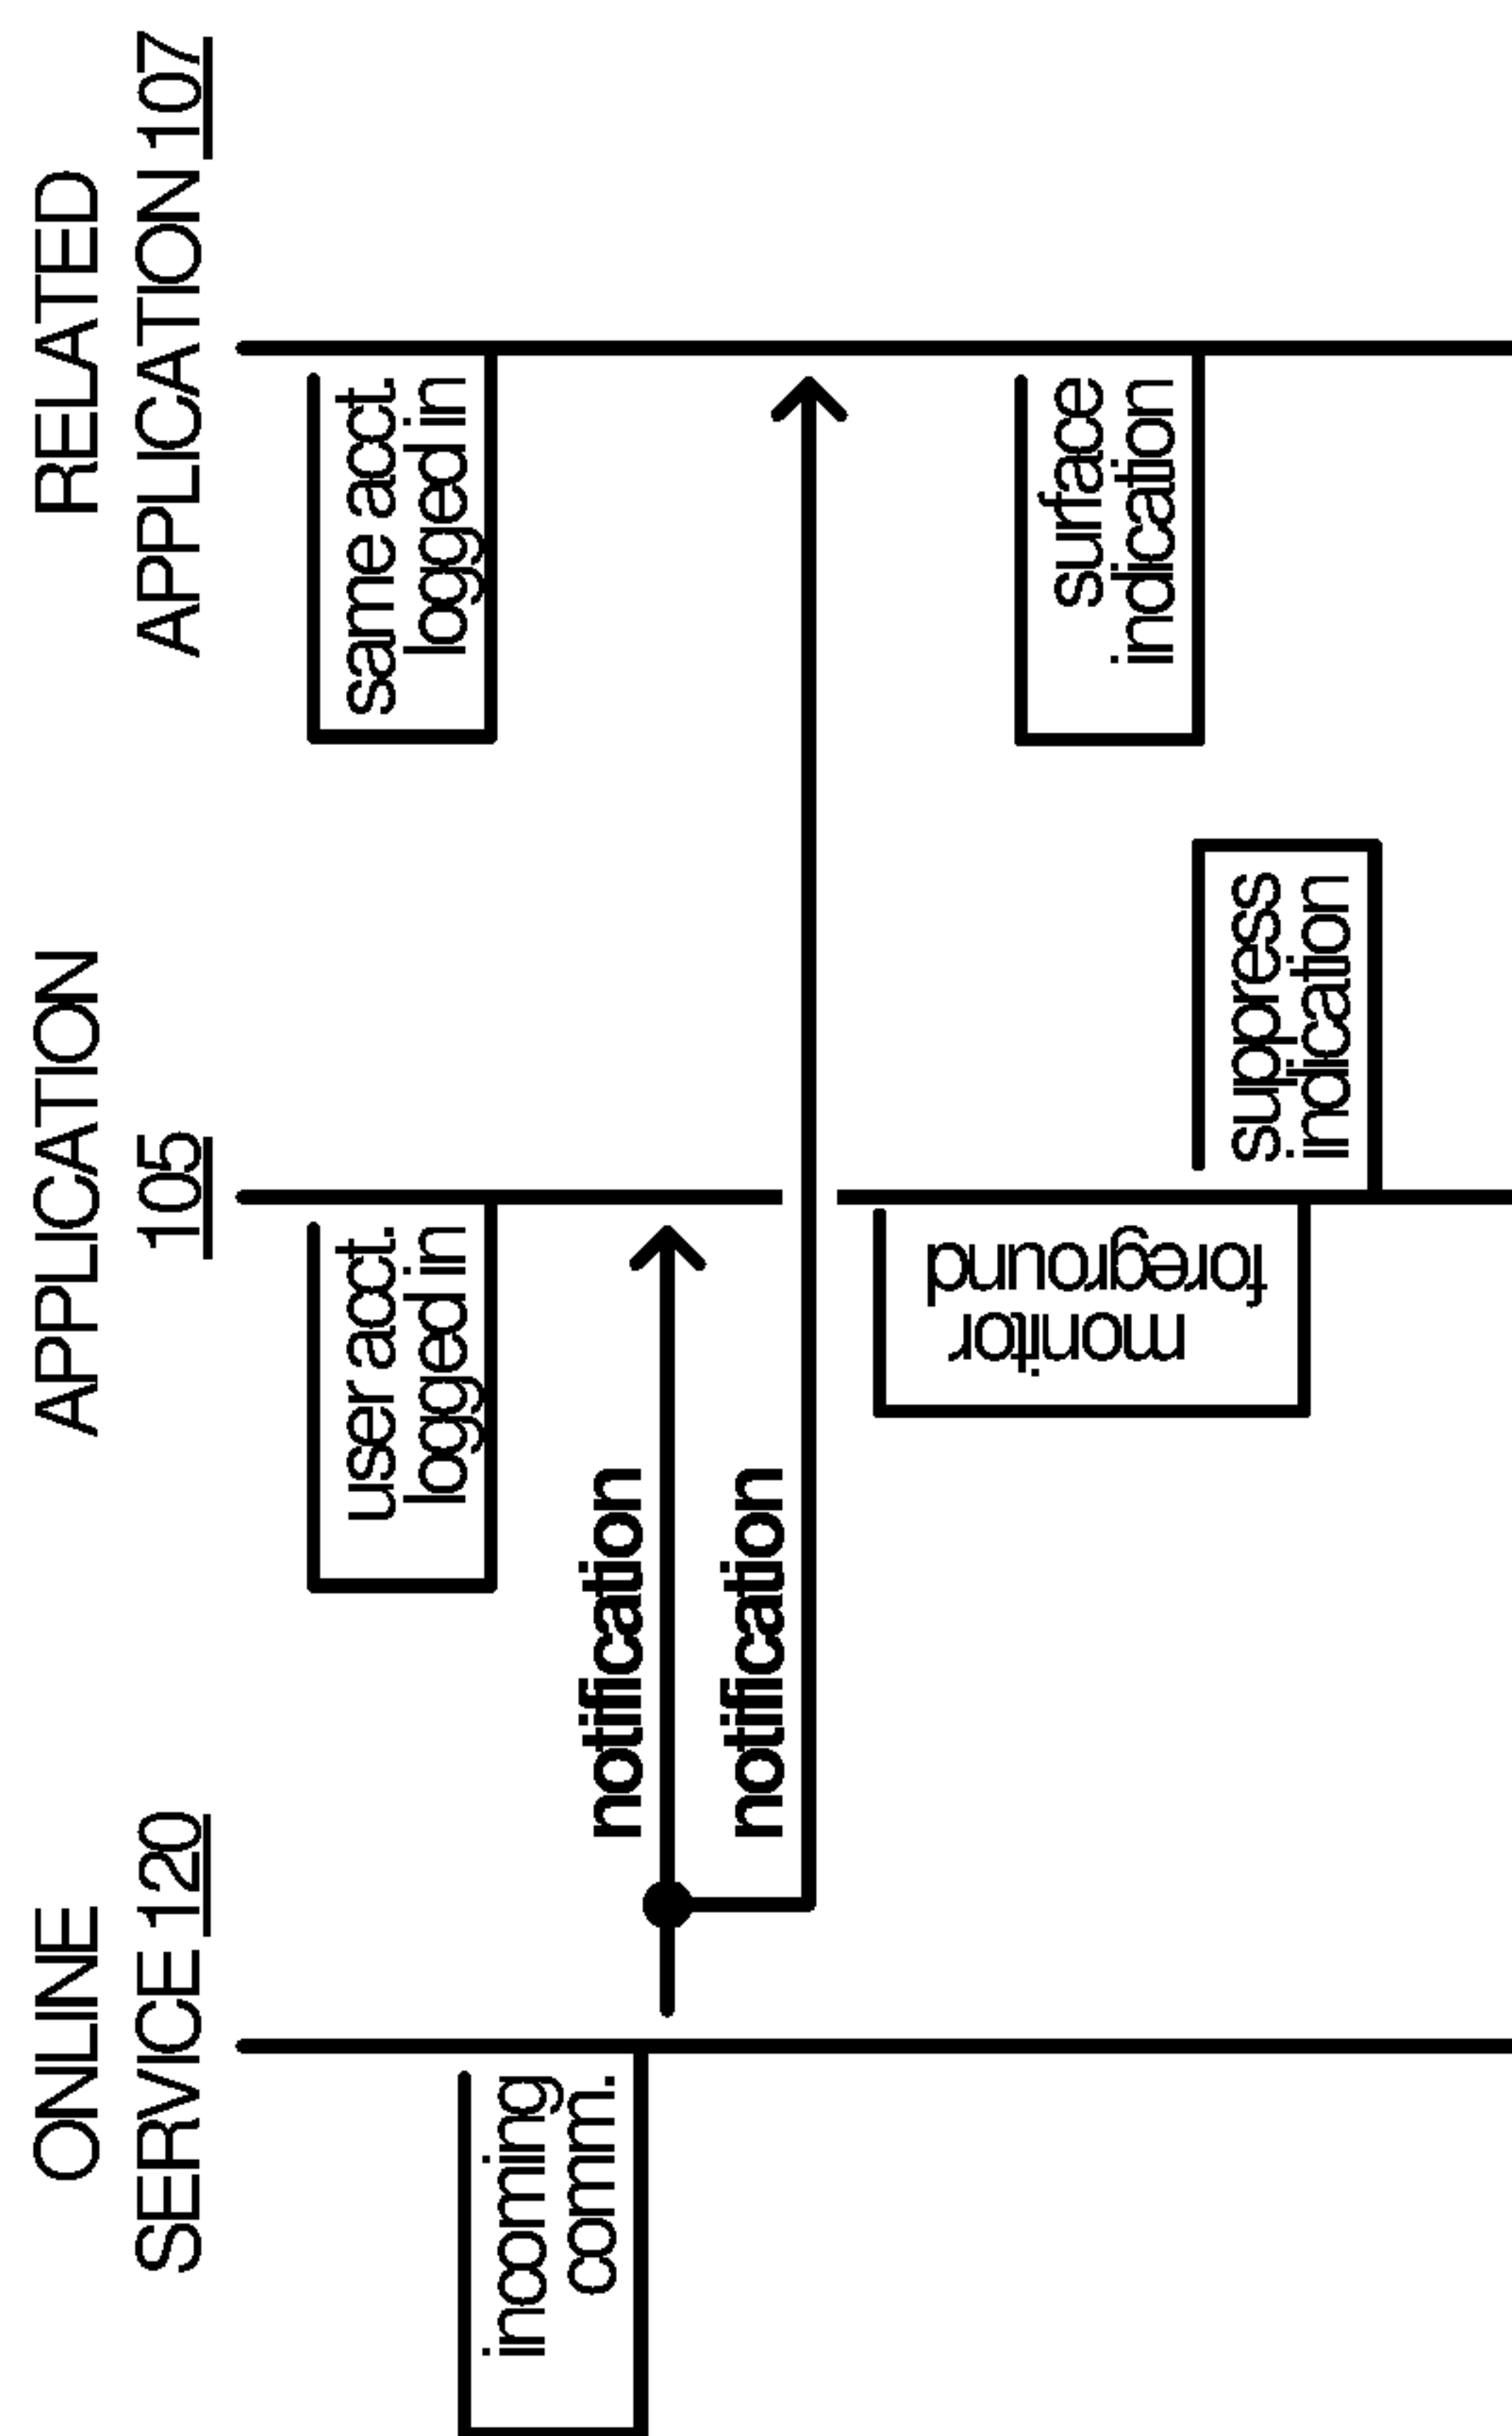 ONLINE
SERVICE 120
APPLICATION
105
RELATED
APPLICATION 107
user acct.
logged in
same acct.
logged in
incoming
comm.
notification
notification
monitor
foreground
surface
indication
suppress
indication